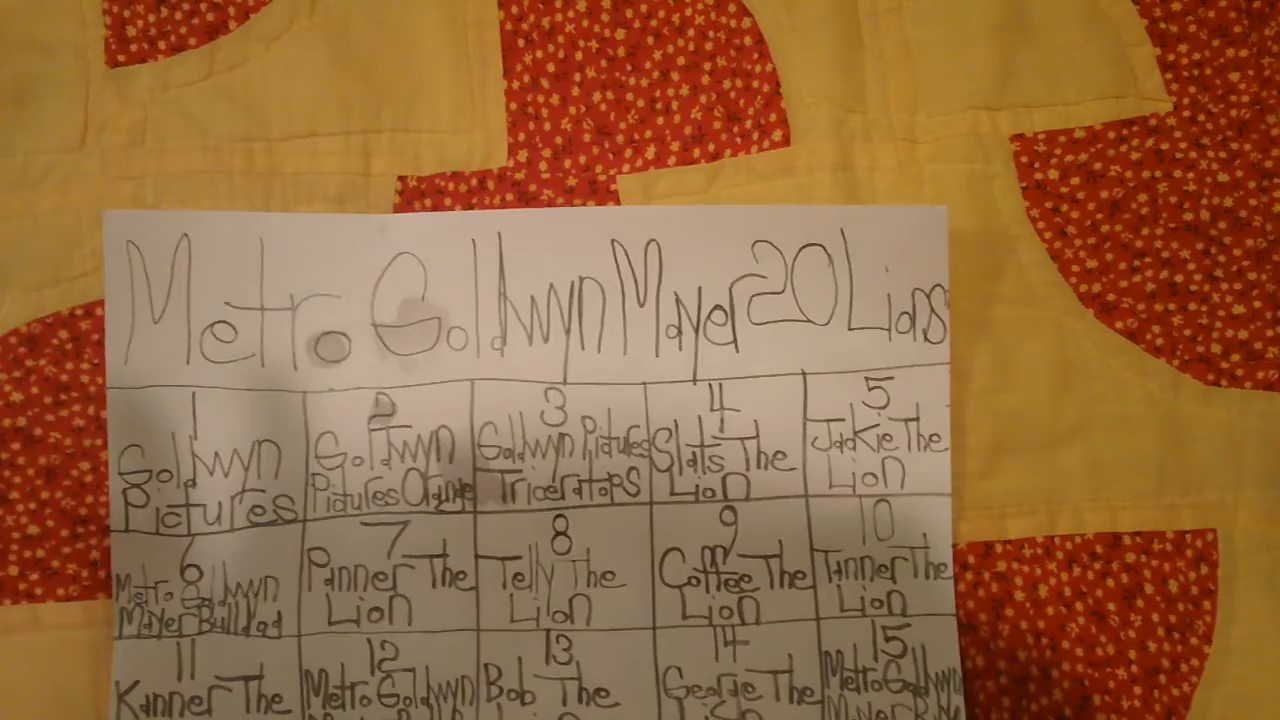 Metro Goldwyn Mayer 20 Lions
1
Goldwyn
Pictures
2
Goldwyn
Pictures
3
Goldwyn Pictures
Triceratops
4
Slats The
Lion
5
Jackie The
Lion
6
Metro Goldwyn
Mayer
7
Panner The
Lion
8
Telly The
Lion
9
Coffee The
Lion
10
Tanner The
Lion
11
Kanner The
12
Metro Goldwyn
13
Bob The
14
George The
15
Metro Goldwyn